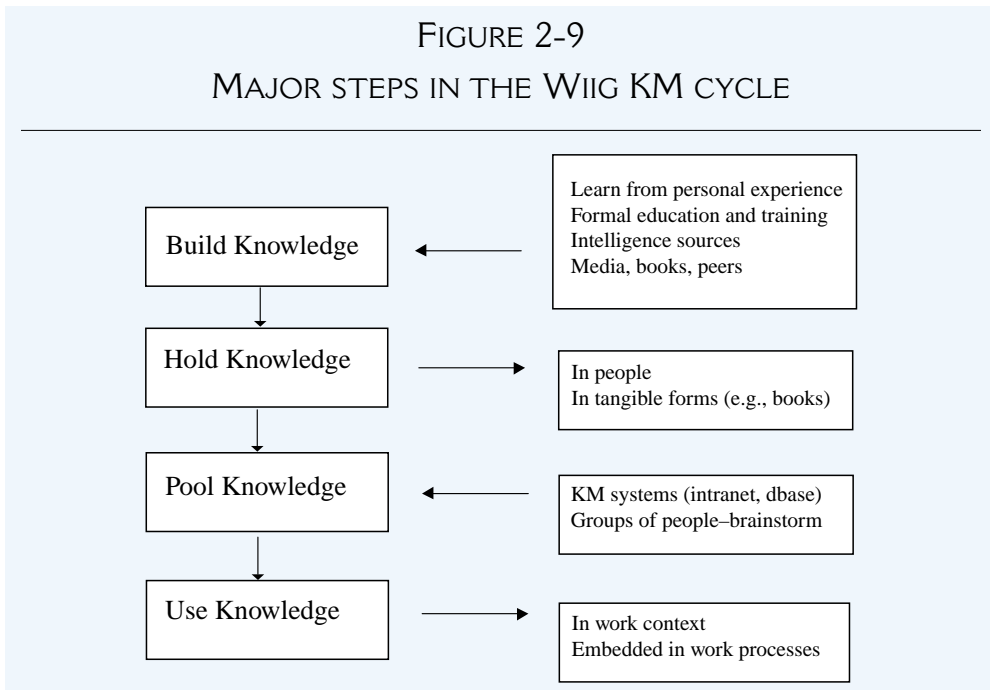 FIGURE 2-9
MAJOR STEPS IN THE WIIG KM CYCLE
Build Knowledge
Learn from personal experience
Formal education and training
Intelligence sources
Media, books, peers
Hold Knowledge
In people
In tangible forms (e.g., books)
Pool Knowledge
KM systems (intranet, dbase)
Groups of people–brainstorm
Use Knowledge
In work context
Embedded in work processes